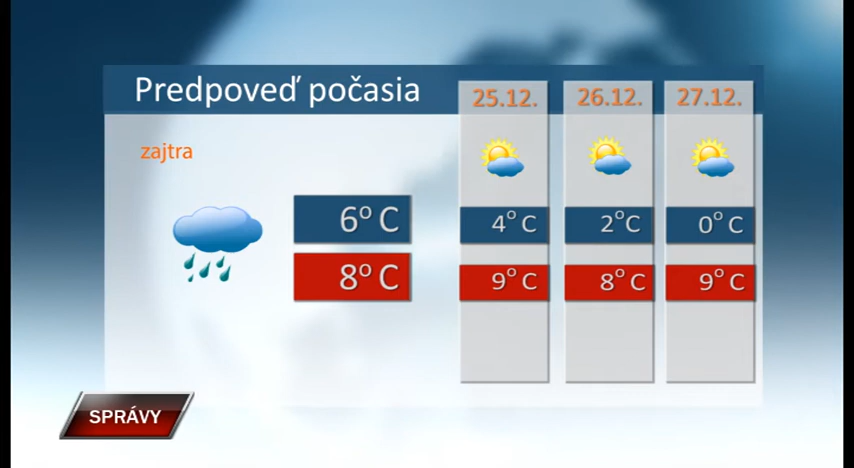 Predpoveď počasia
zajtra
6° C
8° C
25.12.
4° C
9° C
26.12.
2°C
8° C
27.12.
0° C
9° C
SPRÁVY